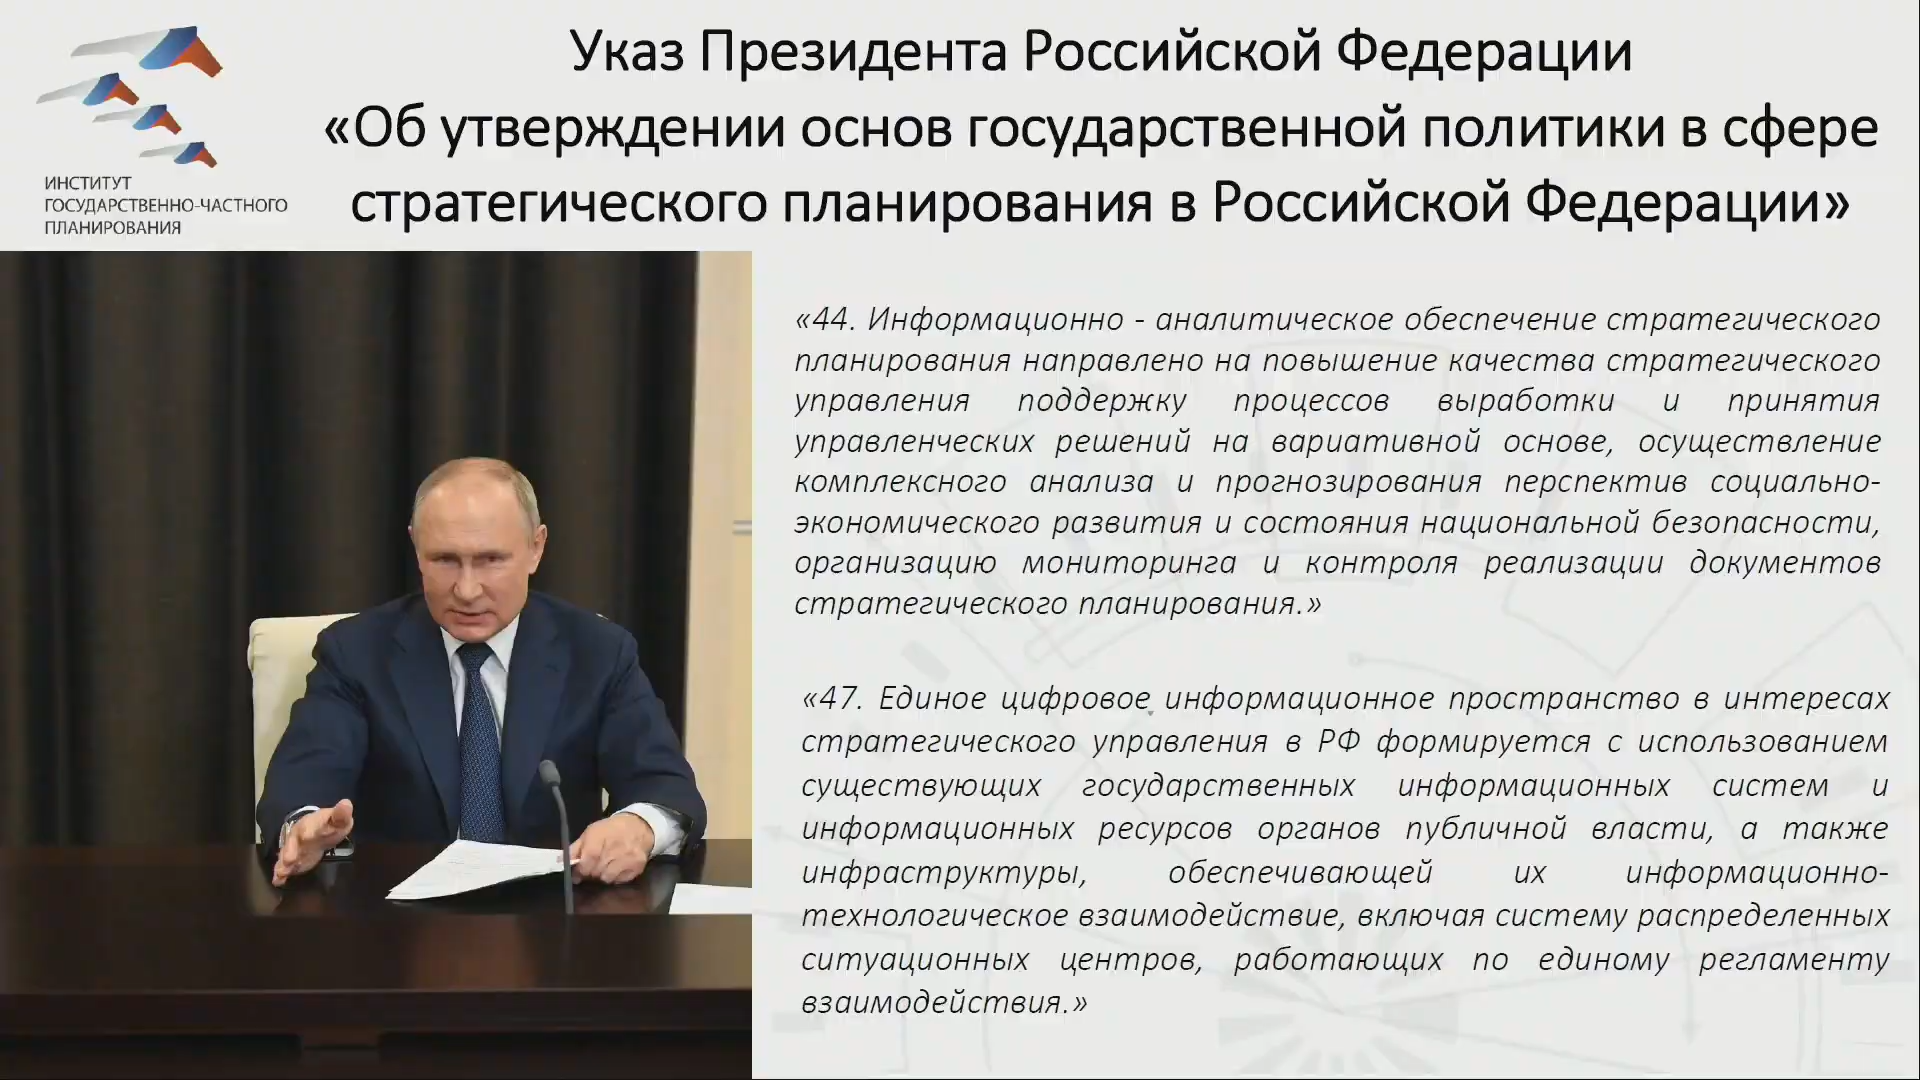 Указ Президента Российской Федерации
«Об утверждении основ государственной политики в сфере
стратегического планирования в Российской Федерации»
ИНСТИТУТ
ГОСУДАРСТВЕННО-ЧАСТНОГО
ПЛАНИРОВАНИЯ
«44. Информационно - аналитическое обеспечение стратегического
планирования направлено на повышение качества стратегического
управления поддержку процессов выработки и принятия
управленческих решений на вариативной основе, осуществление
комплексного анализа и прогнозирования перспектив социально-
экономического развития и состояния национальной безопасности,
организацию мониторинга и контроля реализации документов
стратегического планирования.»
«47. Единое цифровое информационное пространство в интересах
стратегического управления в РФ формируется с использованием
существующих государственных информационных систем и
информационных ресурсов органов публичной власти, а также
инфраструктуры, обеспечивающей их информационно-
технологическое взаимодействие, включая систему распределенных
ситуационных центров, работающих по единому регламенту
взаимодействия.»